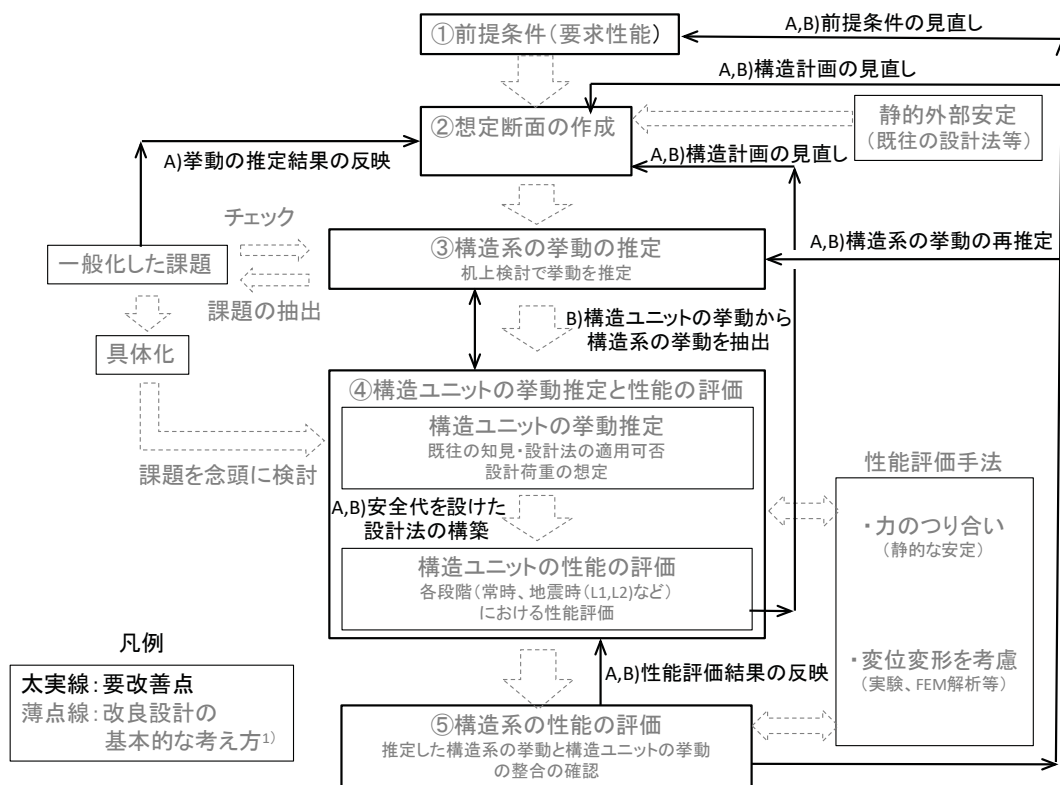 ①前提条件(要求性能)
A,B)前提条件の見直し
A,B)構造計画の見直し
②想定断面の作成
静的外部安定
(既往の設計法等)
A)挙動の推定結果の反映
A,B)構造計画の見直し
チェック
③構造系の挙動の推定
机上検討で挙動を推定
A,B)構造系の挙動の再推定
一般化した課題
課題の抽出
B)構造ユニットの挙動から
構造系の挙動を抽出
具体化
④構造ユニットの挙動推定と性能の評価
構造ユニットの挙動推定
既往の知見・設計法の適用可否
設計荷重の想定
課題を念頭に検討
性能評価手法
A,B)安全代を設けた
設計法の構築
・力のつり合い
(静的な安定)
構造ユニットの性能の評価
各段階(常時、地震時(L1,L2)など)
における性能評価
凡例
太実線:要改善点
薄点線:改良設計の
基本的な考え方1)
A,B)性能評価結果の反映
・変位変形を考慮
(実験、FEM解析等)
⑤構造系の性能の評価
推定した構造系の挙動と構造ユニットの挙動
の整合の確認